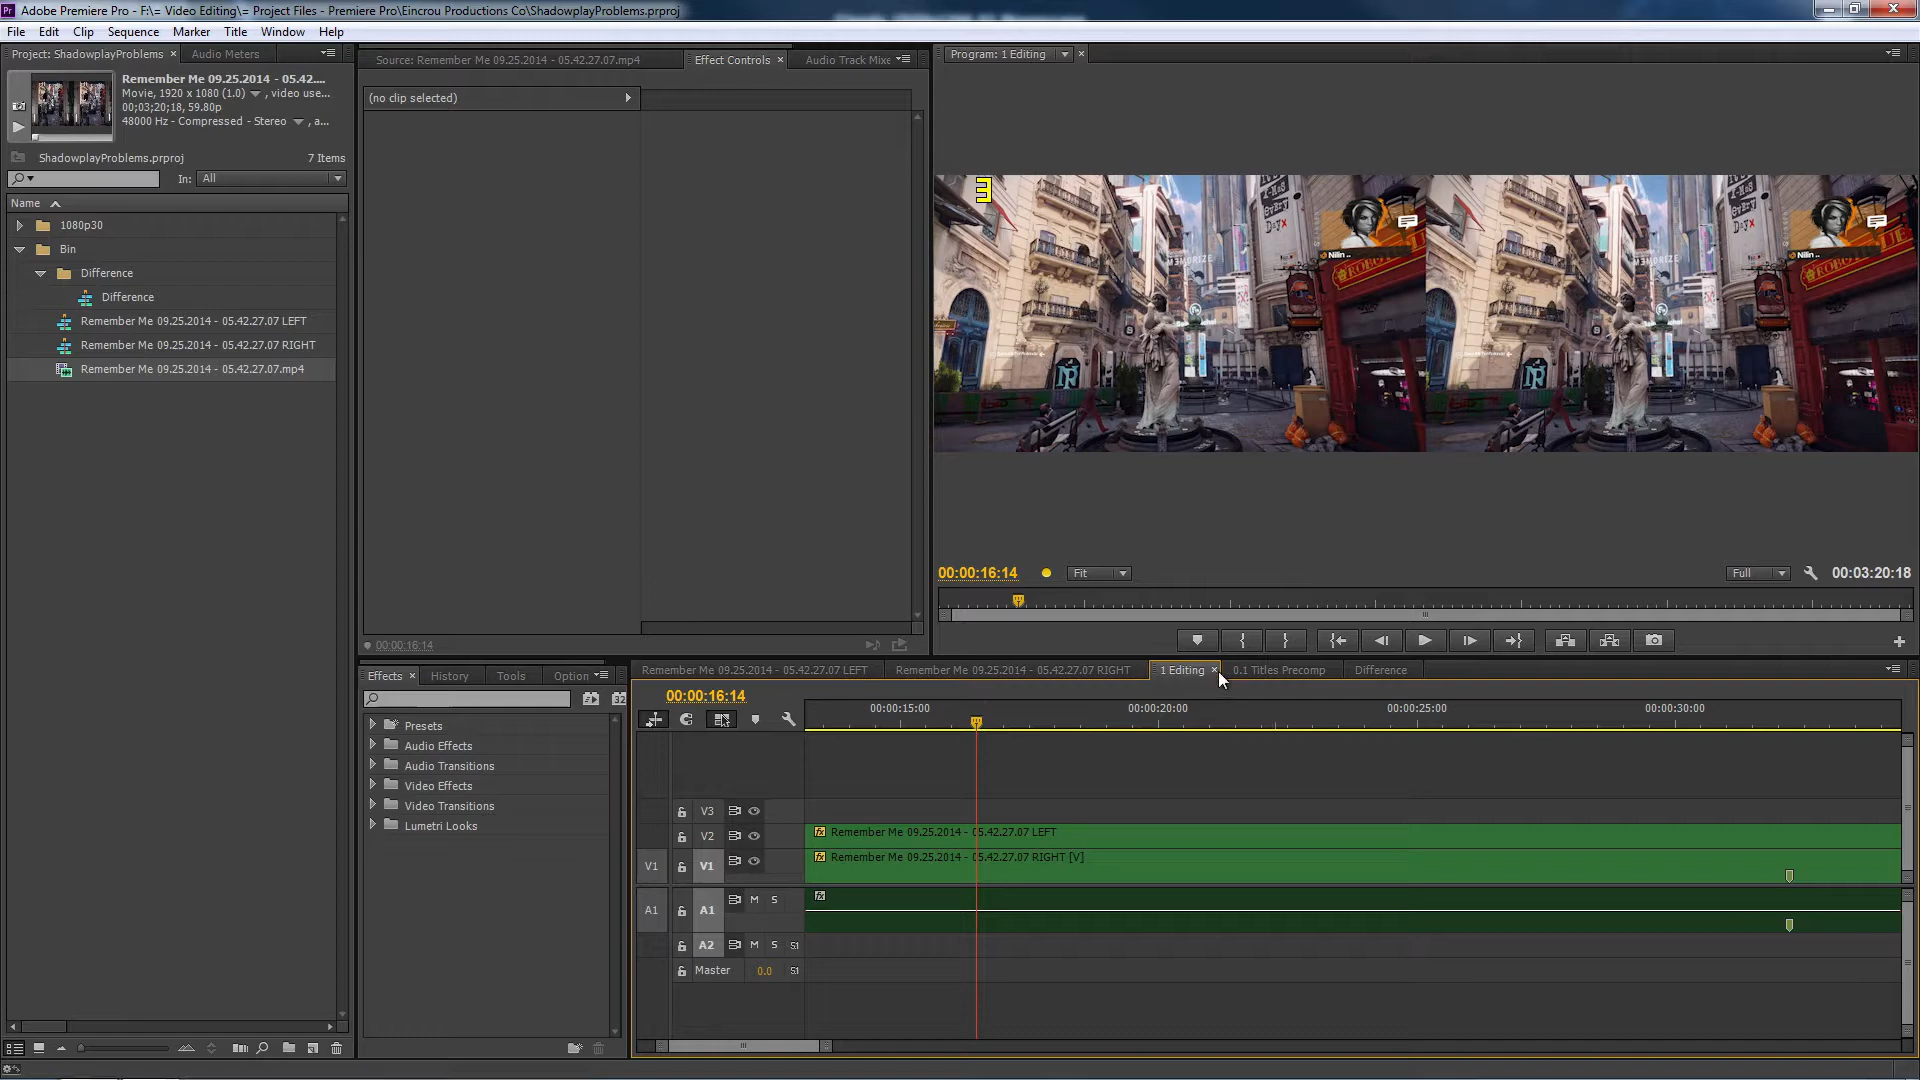 Adobe Premiere Pro - F:\= Video Editing\= Project Files - Premiere Pro\Eincrou Productions Co\ShadowplayProblems.prproj
File Edit Clip Sequence Marker Title Window Help
Project: ShadowplayProblems Audio Meters
Remember Me 09.25.2014 - 05.42....
Movie, 1920 x 1080 (1.0) , video use...
00;03;20;18, 59.80p
48000 Hz - Compressed - Stereo , a...
ShadowplayProblems.prproj 7 Items
In: All
Name
1080p30
Bin
Difference
Difference
Remember Me 09.25.2014 - 05.42.27.07 LEFT
Remember Me 09.25.2014 - 05.42.27.07 RIGHT
Remember Me 09.25.2014 - 05.42.27.07.mp4
Source: Remember Me 09.25.2014 - 05.42.27.07.mp4 Effect Controls Audio Track Mixe
(no clip selected)
00:00:16:14
Program: 1 Editing
3
Nilin .. Nilin ..
MEMORIZE
00:00:16:14 Fit Full 00:03:20:18
Effects History Tools Option
Presets
Audio Effects
Audio Transitions
Video Effects
Video Transitions
Lumetri Looks
Remember Me 09.25.2014 - 05.42.27.07 LEFT Remember Me 09.25.2014 - 05.42.27.07 RIGHT 1 Editing 0.1 Titles Precomp Difference
00:00:16:14
00:00:15:00 00:00:20:00 00:00:25:00 00:00:30:00
V3
V2 Remember Me 09.25.2014 - 05.42.27.07 LEFT
V1 V1 Remember Me 09.25.2014 - 05.42.27.07 RIGHT [V]
A1 A1 M S
A2 M S S1
Master 0.0 S1